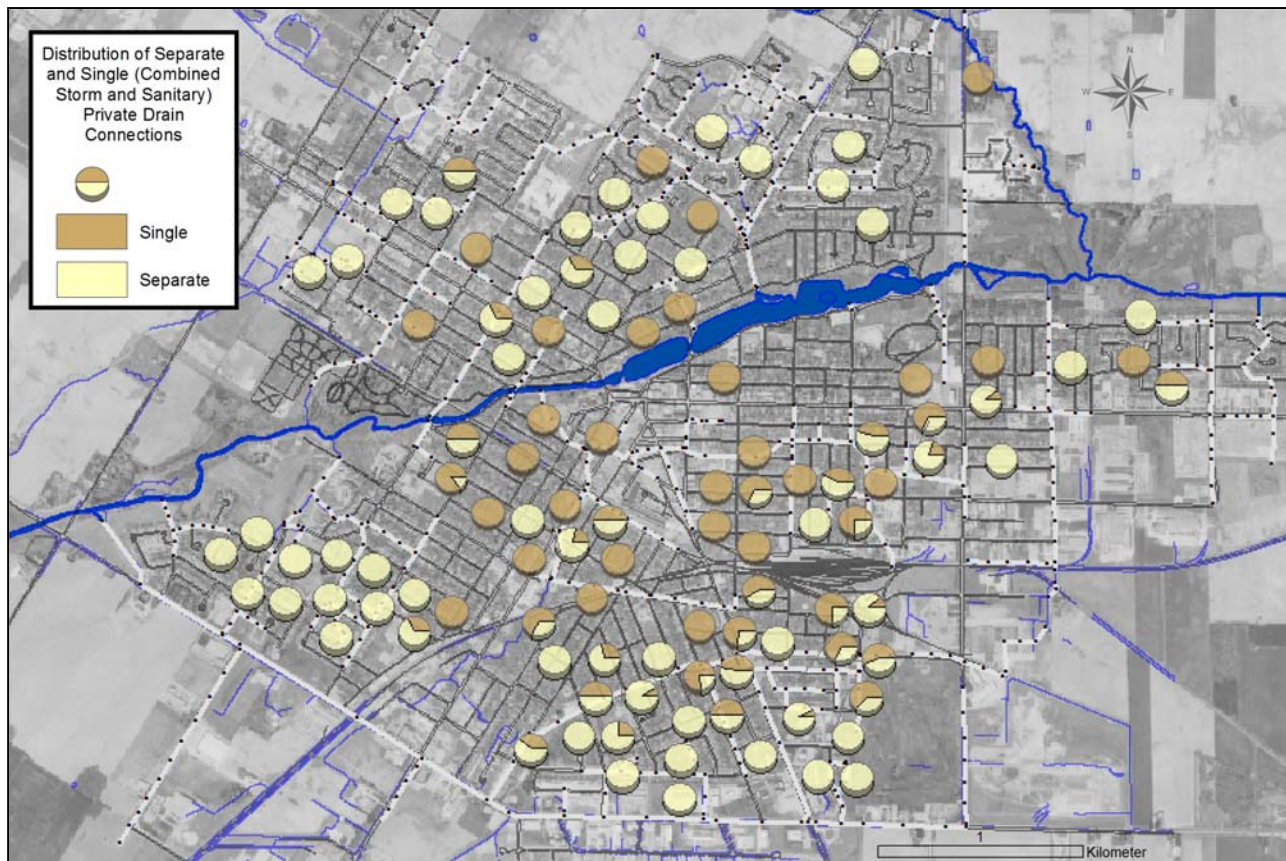 Distribution of Separate
and Single (Combined
Storm and Sanitary)
Private Drain
Connections
Single
Separate
N
W E
S
1
Kilometer